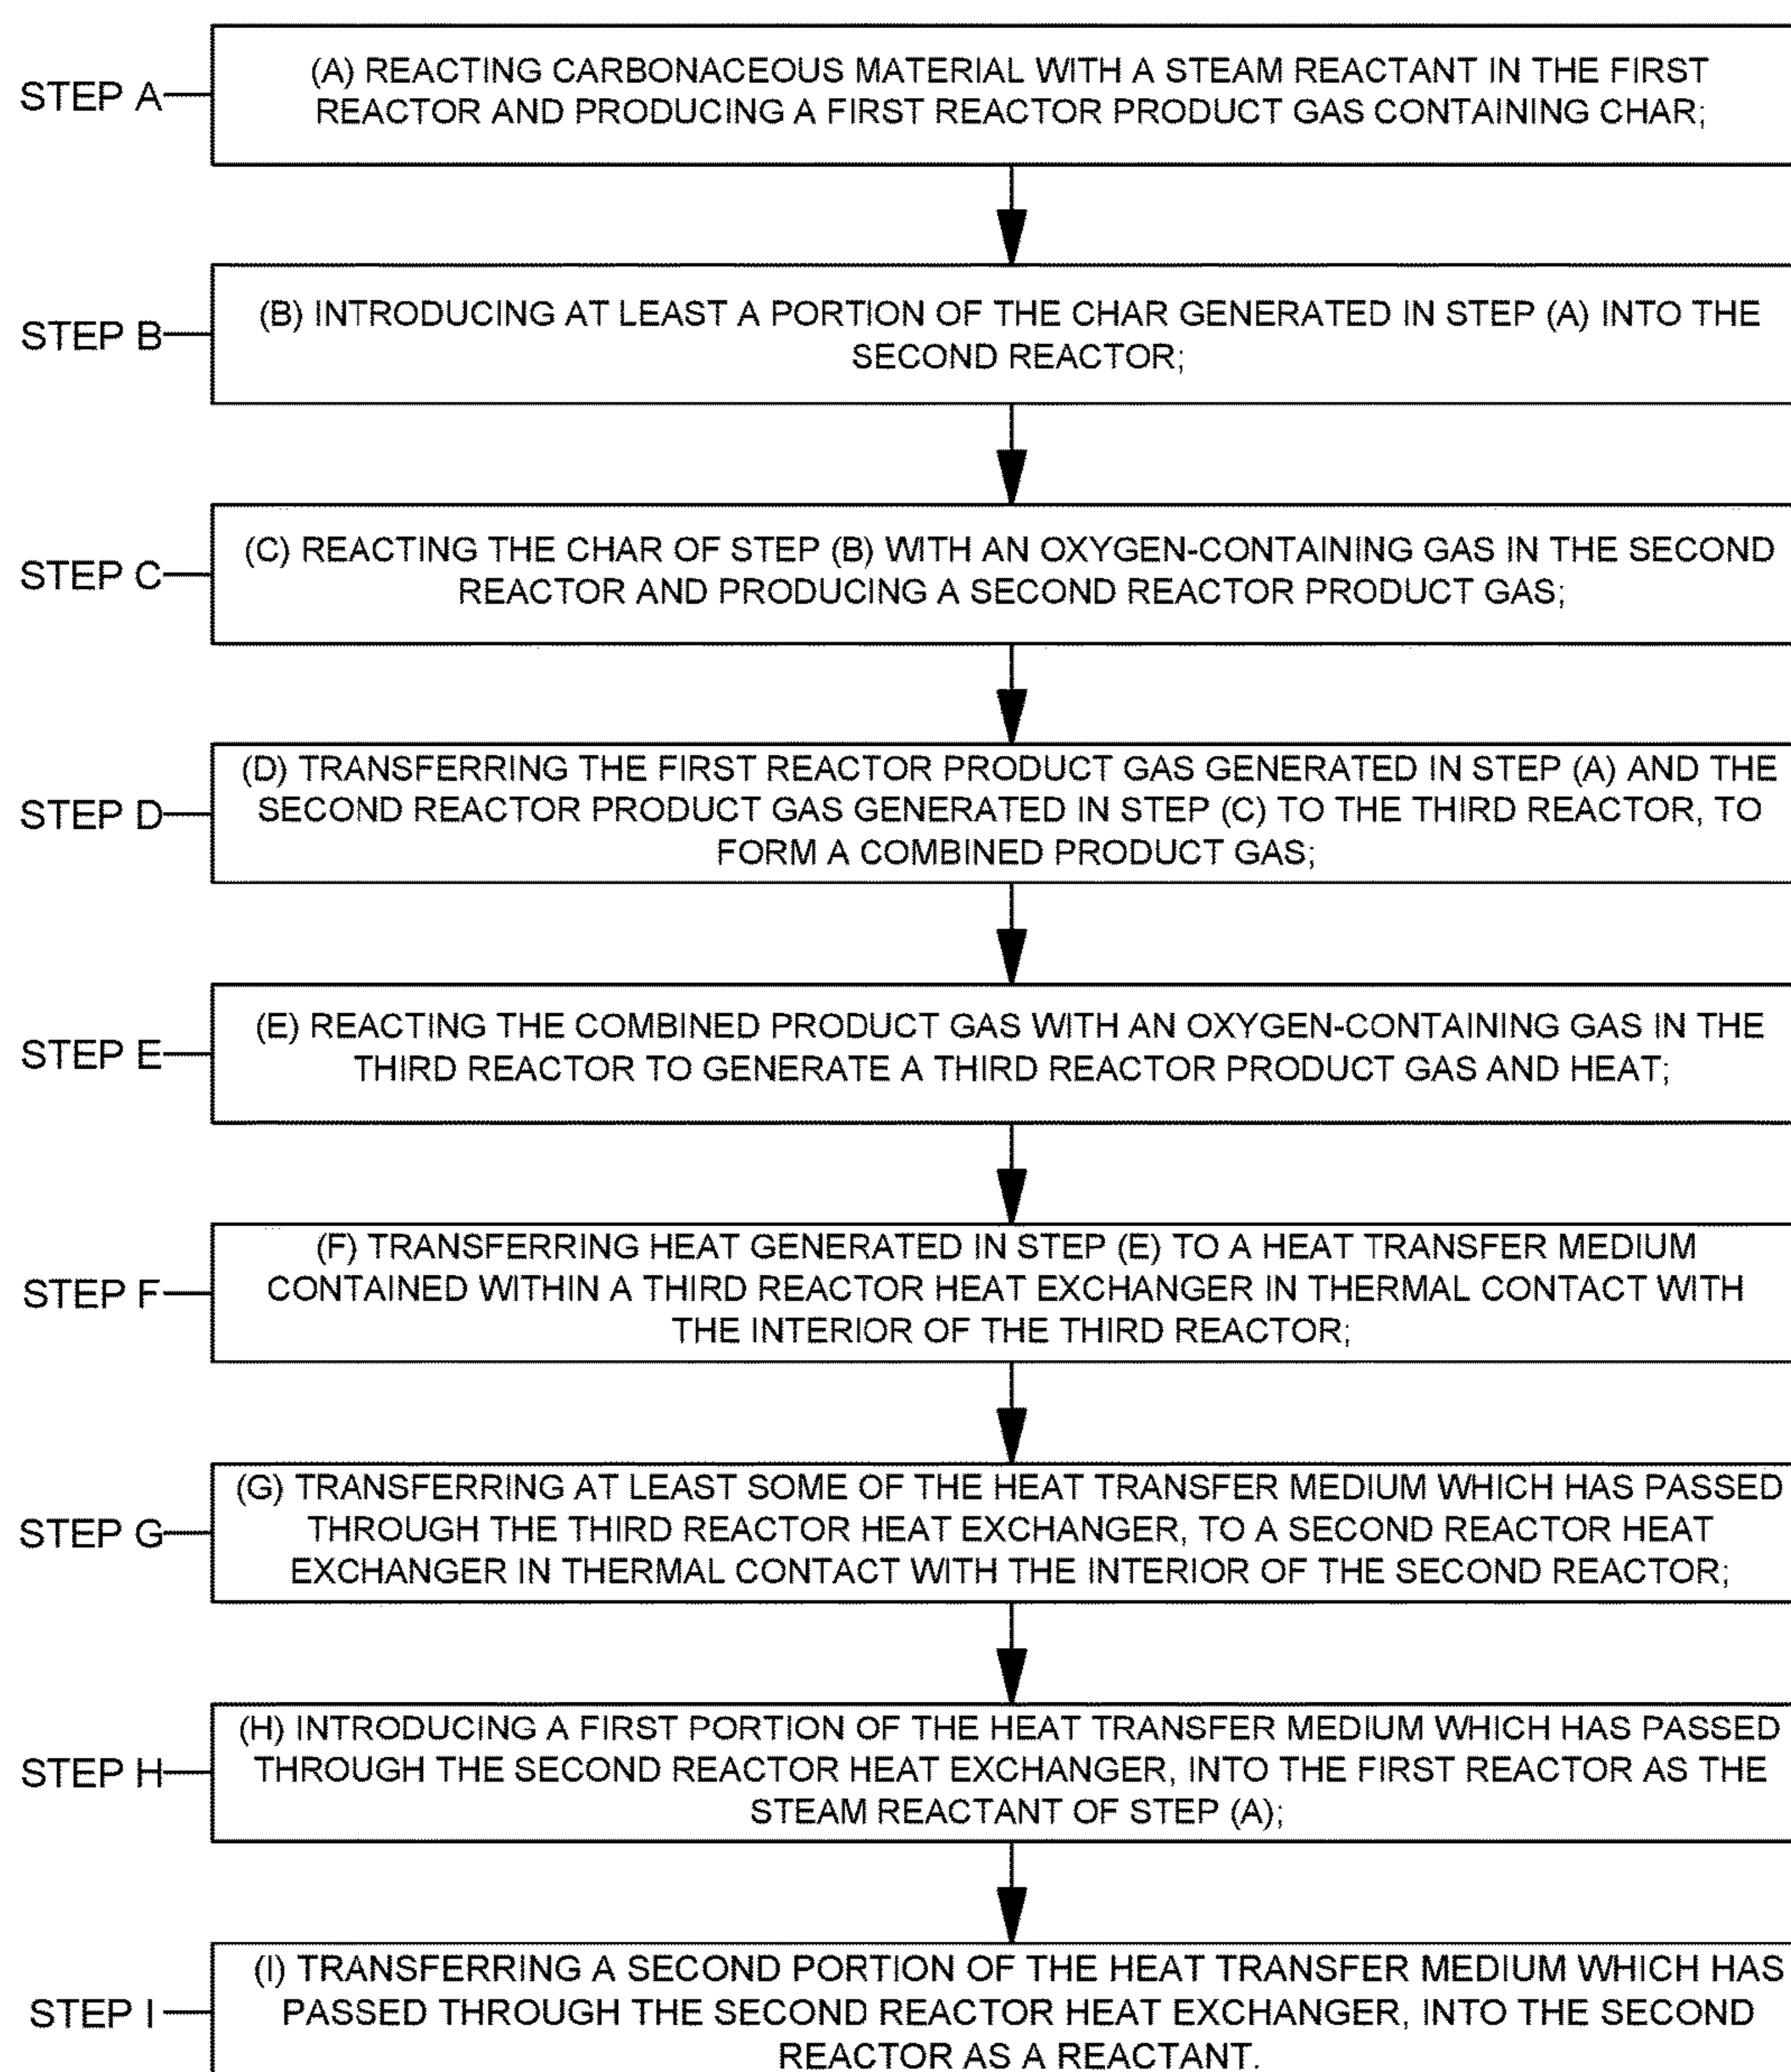 STEP A
(A) REACTING CARBONACEOUS MATERIAL WITH A STEAM REACTANT IN THE FIRST
REACTOR AND PRODUCING A FIRST REACTOR PRODUCT GAS CONTAINING CHAR;
STEP B
(B) INTRODUCING AT LEAST A PORTION OF THE CHAR GENERATED IN STEP (A) INTO THE
SECOND REACTOR;
STEP C
(C) REACTING THE CHAR OF STEP (B) WITH AN OXYGEN-CONTAINING GAS IN THE SECOND
REACTOR AND PRODUCING A SECOND REACTOR PRODUCT GAS;
STEP D
(D) TRANSFERRING THE FIRST REACTOR PRODUCT GAS GENERATED IN STEP (A) AND THE
SECOND REACTOR PRODUCT GAS GENERATED IN STEP (C) TO THE THIRD REACTOR, TO
FORM A COMBINED PRODUCT GAS;
STEP E
(E) REACTING THE COMBINED PRODUCT GAS WITH AN OXYGEN-CONTAINING GAS IN THE
THIRD REACTOR TO GENERATE A THIRD REACTOR PRODUCT GAS AND HEAT;
STEP F
(F) TRANSFERRING HEAT GENERATED IN STEP (E) TO A HEAT TRANSFER MEDIUM
CONTAINED WITHIN A THIRD REACTOR HEAT EXCHANGER IN THERMAL CONTACT WITH
THE INTERIOR OF THE THIRD REACTOR;
STEP G
(G) TRANSFERRING AT LEAST SOME OF THE HEAT TRANSFER MEDIUM WHICH HAS PASSED
THROUGH THE THIRD REACTOR HEAT EXCHANGER, TO A SECOND REACTOR HEAT
EXCHANGER IN THERMAL CONTACT WITH THE INTERIOR OF THE SECOND REACTOR;
STEP H
(H) INTRODUCING A FIRST PORTION OF THE HEAT TRANSFER MEDIUM WHICH HAS PASSED
THROUGH THE SECOND REACTOR HEAT EXCHANGER, INTO THE FIRST REACTOR AS THE
STEAM REACTANT OF STEP (A);
STEP I
(I) TRANSFERRING A SECOND PORTION OF THE HEAT TRANSFER MEDIUM WHICH HAS
PASSED THROUGH THE SECOND REACTOR HEAT EXCHANGER, INTO THE SECOND
REACTOR AS A REACTANT.